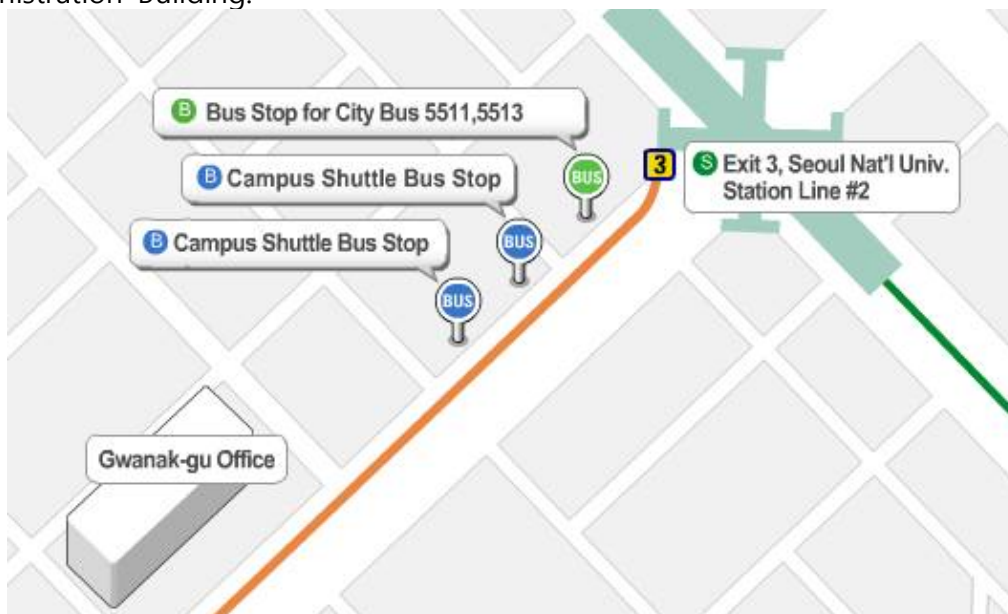 B Bus Stop for City Bus 5511,5513
BUS
B Campus Shuttle Bus Stop
BUS
B Campus Shuttle Bus Stop
BUS
3
S Exit 3, Seoul Nat'l Univ.
Station Line #2
Gwanak-gu Office